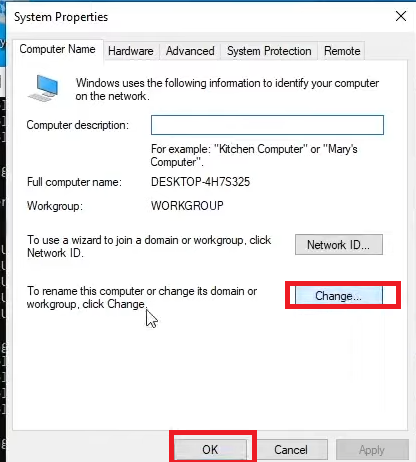 System Properties
Computer Name Hardware Advanced System Protection Remote
Windows uses the following information to identify your computer
on the network.
Computer description:
For example: "Kitchen Computer" or "Mary's
Computer".
Full computer name: DESKTOP-4H7S325
Workgroup: WORKGROUP
To use a wizard to join a domain or workgroup, click
Network ID.
Network ID...
To rename this computer or change its domain or
workgroup, click Change.
Change...
OK Cancel Apply